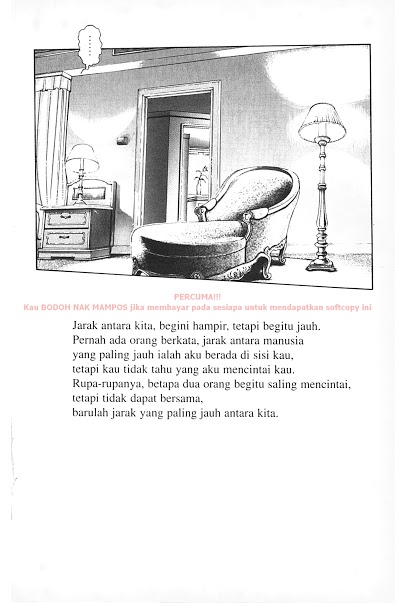 ........
PERCUMA!!!
Kau BODOH NAK MAMPOS jika membayar pada sesiapa untuk mendapatkan softcopy ini
Jarak antara kita, begini hampir, tetapi begitu jauh.
Pernah ada orang berkata, jarak antara manusia
yang paling jauh ialah aku berada di sisi kau,
tetapi kau tidak tahu yang aku mencintai kau.
Rupa-rupanya, betapa dua orang begitu saling mencintai,
tetapi tidak dapat bersama,
barulah jarak yang paling jauh antara kita.